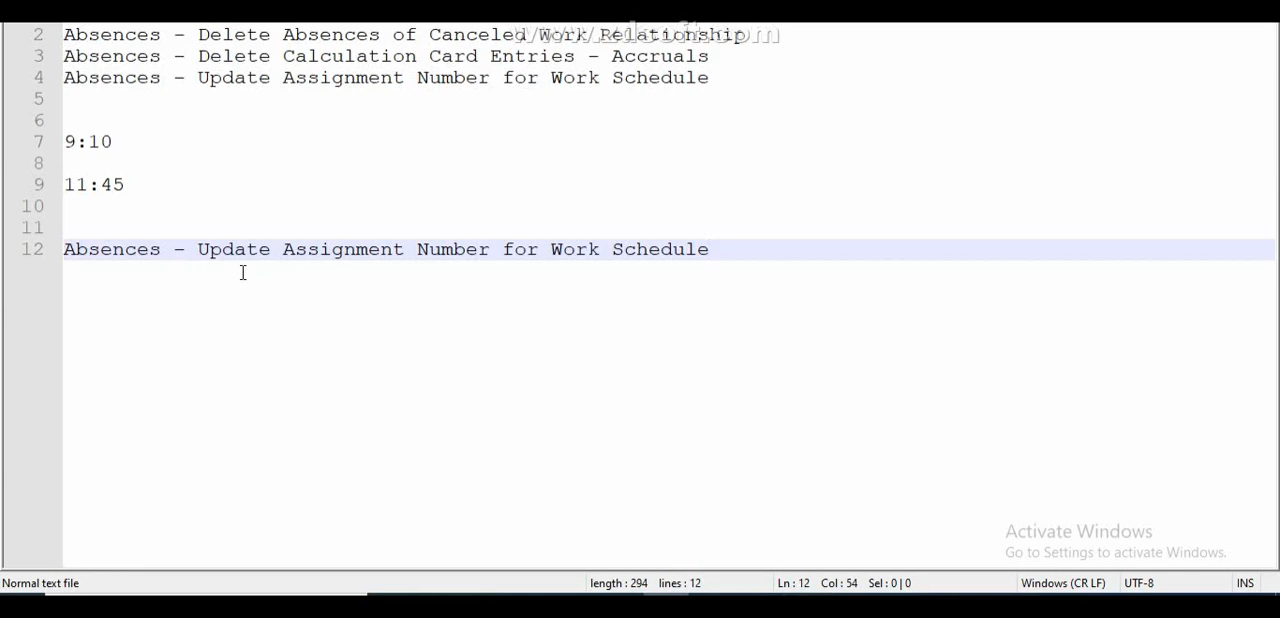 www.zdsoft.com
2 Absences - Delete Absences of Canceled Work Relationship
3 Absences - Delete Calculation Card Entries - Accruals
4 Absences - Update Assignment Number for Work Schedule
5
6
7 9:10
8
9 11:45
10
11
12 Absences - Update Assignment Number for Work Schedule
Activate Windows
Go to Settings to activate Windows.
Normal text file length : 294 lines : 12 Ln : 12 Col : 54 Sel : 0 | 0 Windows (CR LF) UTF-8 INS